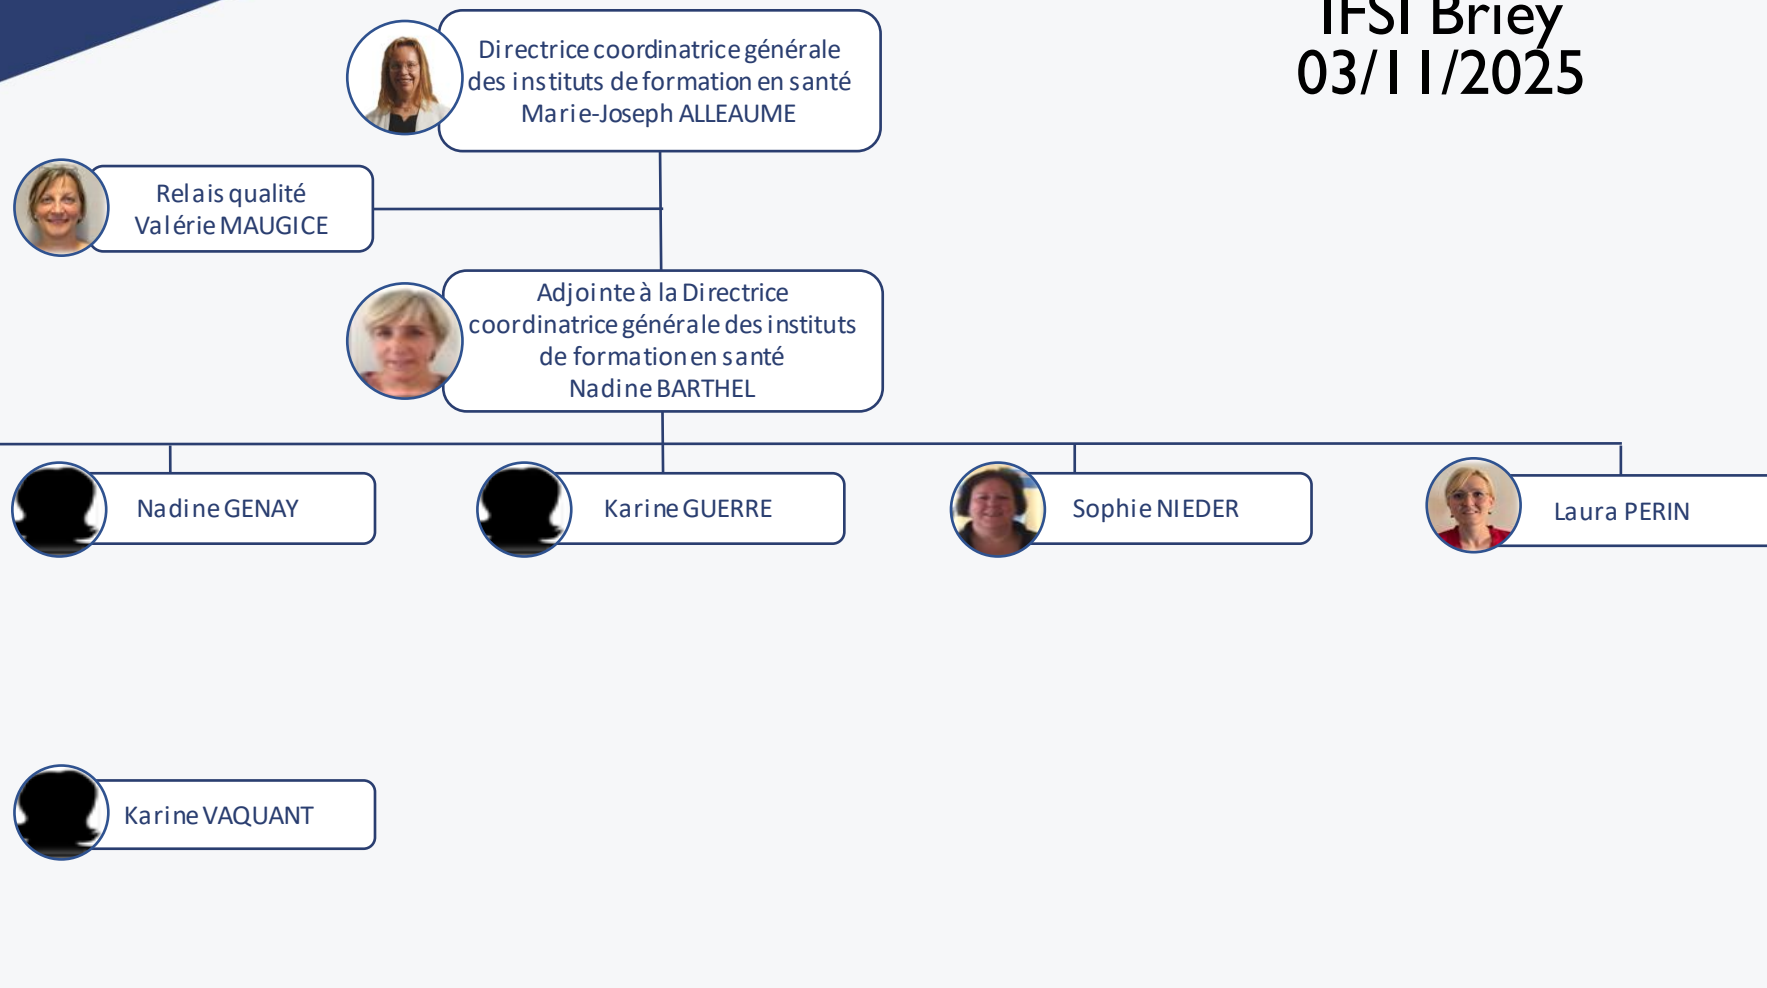 IFSI Briey
03/11/2025
Directrice coordinatrice générale
des instituts de formation en santé
Marie-Joseph ALLEAUME
Relais qualité
Valérie MAUGICE
Adjointe à la Directrice
coordinatrice générale des instituts
de formation en santé
Nadine BARTHEL
Nadine GENAY
Karine GUERRE
Sophie NIEDER
Laura PERIN
Karine VAQUANT